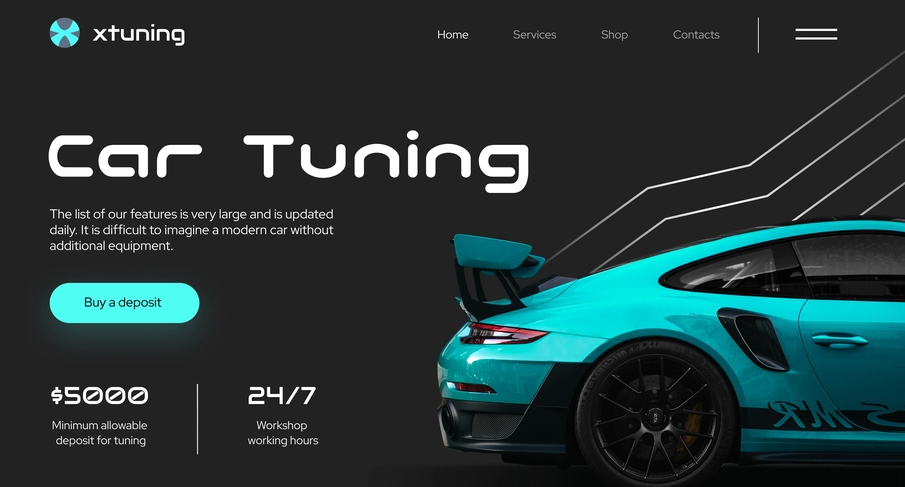 xtuning
Home Services Shop Contacts
Car Tuning
The list of our features is very large and is updated
daily. It is difficult to imagine a modern car without
additional equipment.
Buy a deposit
$5000
Minimum allowable
deposit for tuning
24/7
Workshop
working hours